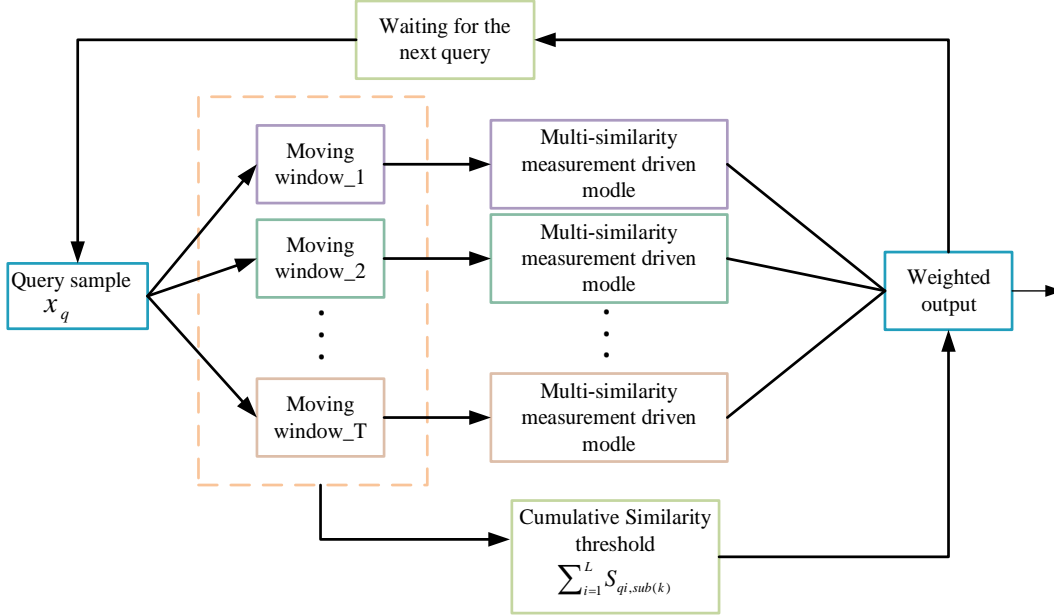 Waiting for the
next query
Moving
window_1
Multi-similarity
measurement driven
modle
Moving
window_2
Multi-similarity
measurement driven
modle
Query sample
x_q
Weighted
output
Moving
window_T
Multi-similarity
measurement driven
modle
Cumulative Similarity
threshold
∑_{i=1}^{L} S_{qi,sub(k)}